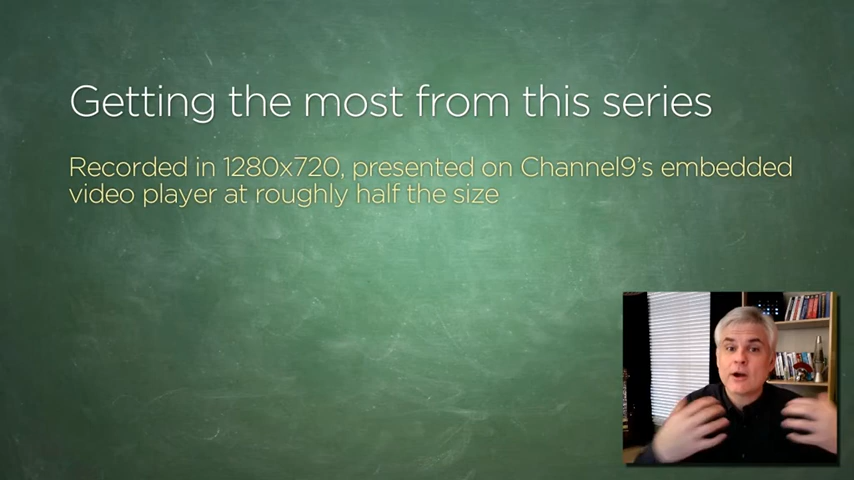 Getting the most from this series
Recorded in 1280x720, presented on Channel9's embedded
video player at roughly half the size